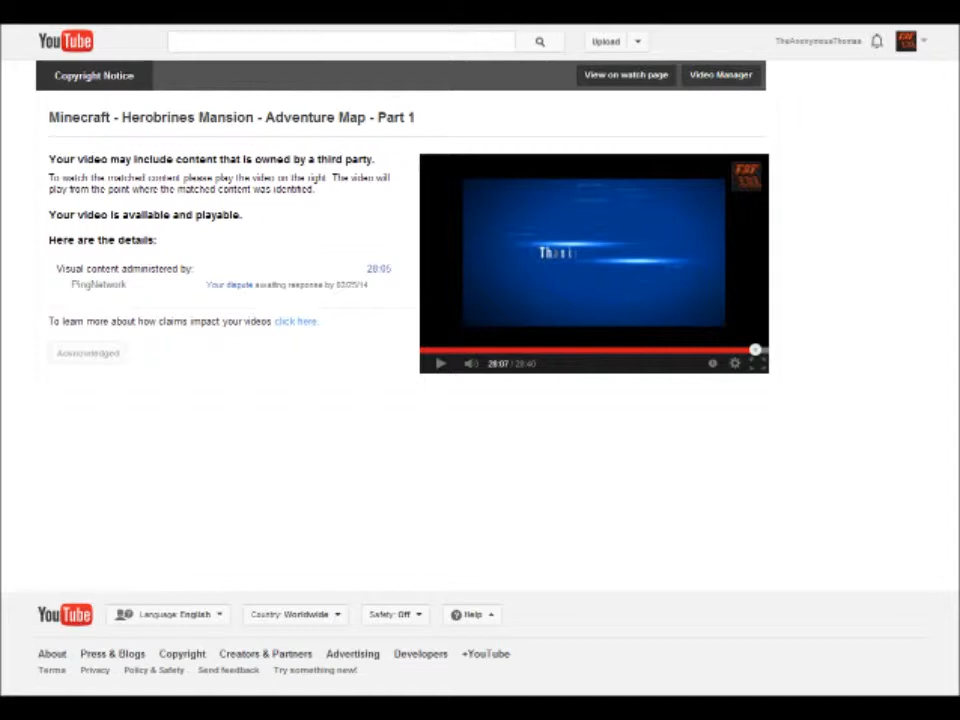 YouTube
Upload
TheAnonymousThomas
Copyright Notice
View on watch page
Video Manager
Minecraft - Herobrines Mansion - Adventure Map - Part 1
Your video may include content that is owned by a third party.
To watch the matched content please play the video on the right. The video will
play from the point where the matched content was identified.
Your video is available and playable.
Here are the details:
Visual content administered by: 28:05
PingNetwork Your dispute awaiting response by 03/25/14
To learn more about how claims impact your videos click here.
Acknowledged
28:07 / 28:40
YouTube
Language: English
Country: Worldwide
Safety: Off
Help
About Press & Blogs Copyright Creators & Partners Advertising Developers +YouTube
Terms Privacy Policy & Safety Send feedback Try something new!